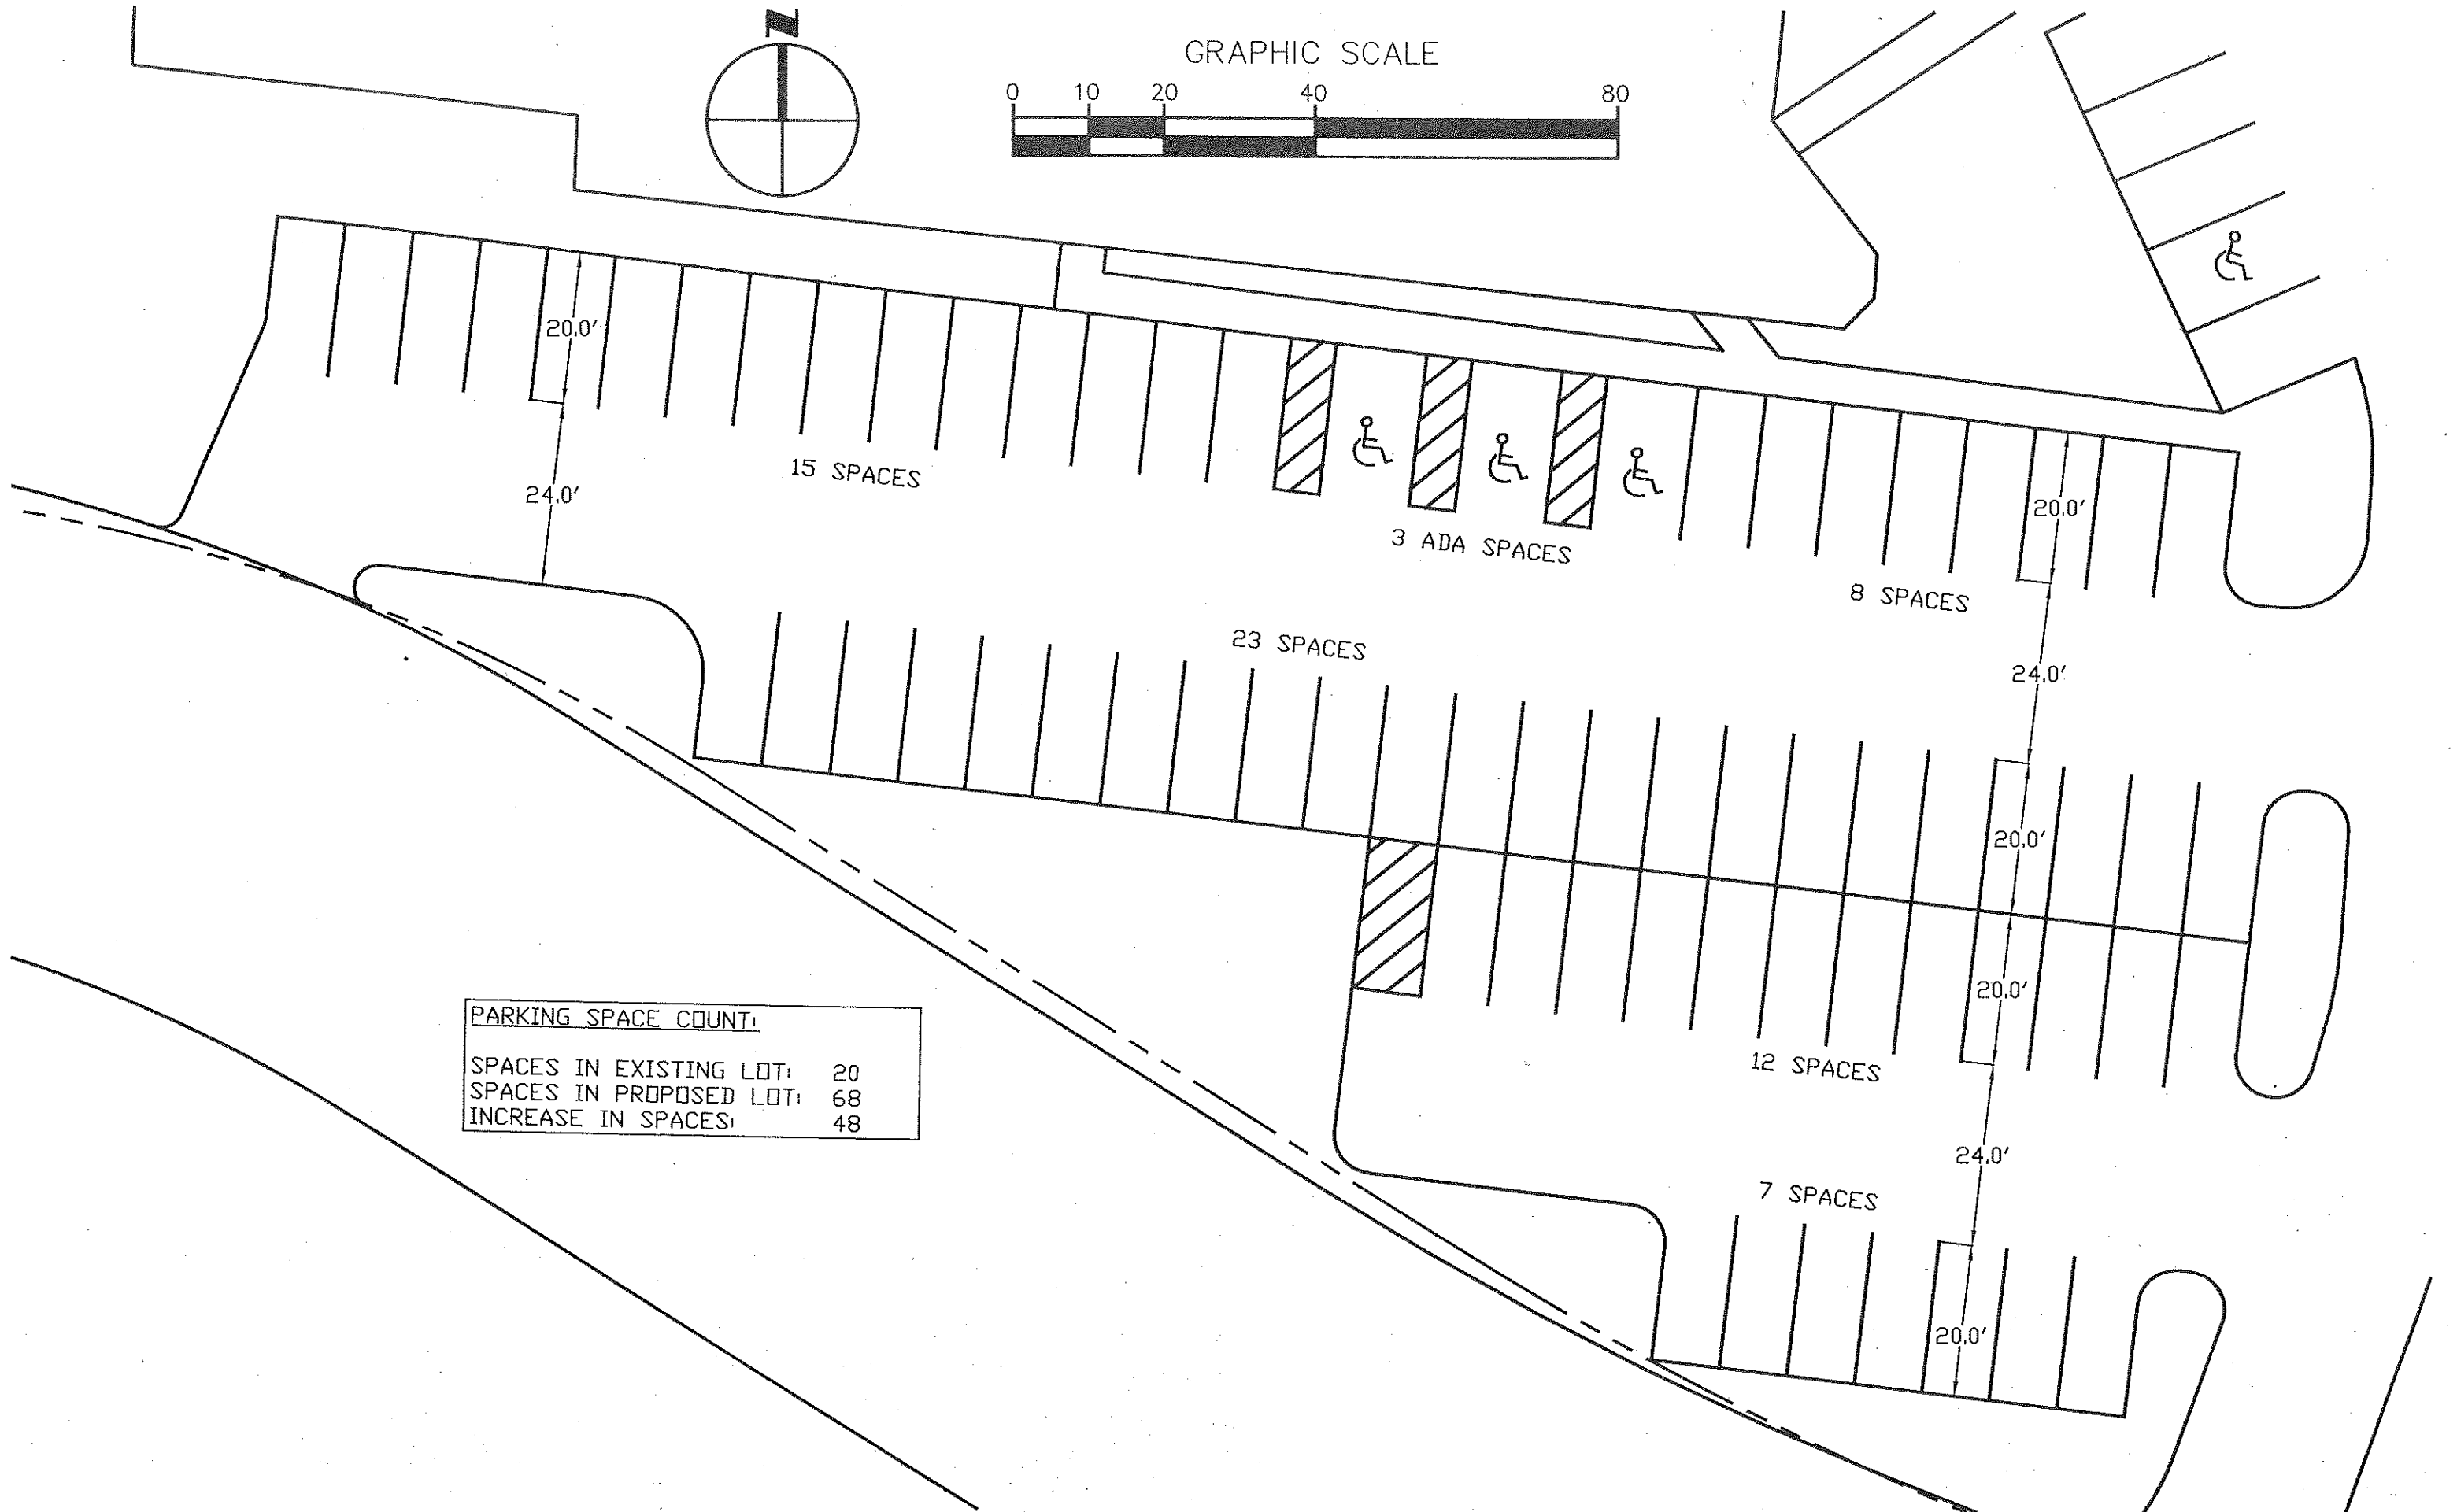 N
GRAPHIC SCALE
0 10 20 40 80
20.0'
15 SPACES
24.0'
3 ADA SPACES
20.0'
8 SPACES
23 SPACES
24.0'
20.0'
20.0'
12 SPACES
24.0'
7 SPACES
20.0'
PARKING SPACE COUNT:
SPACES IN EXISTING LOT: 20
SPACES IN PROPOSED LOT: 68
INCREASE IN SPACES: 48